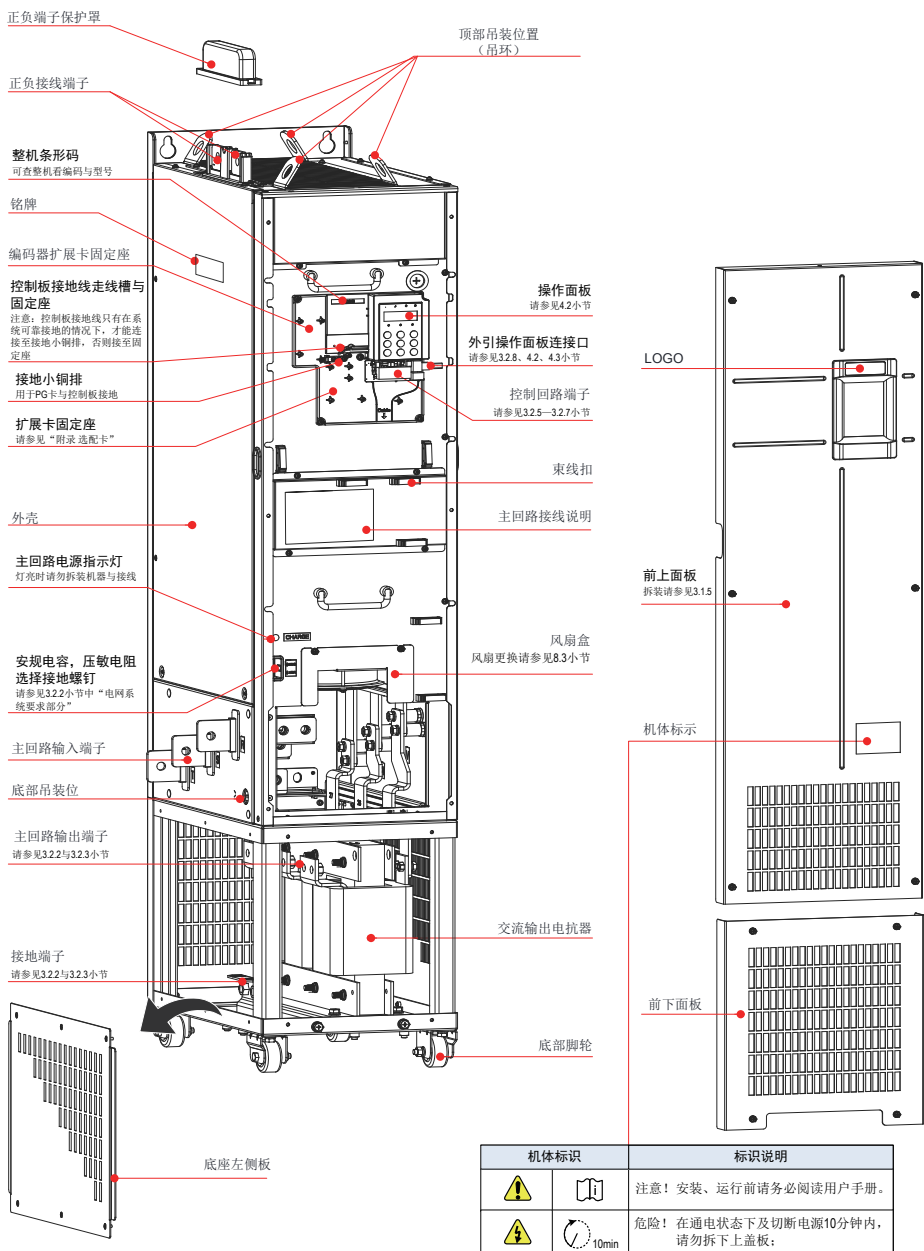 正负端子保护罩
顶部吊装位置
（吊环）
正负接线端子
整机条形码
可查整机看编码与型号
铭牌
编码器扩展卡固定座
控制板接地线走线槽与
固定座
注意：控制板接地线只有在系
统可靠接地的情况下，才能连
接至接地小铜排，否则接至固
定座
接地小铜排
用于PG卡与控制板接地
扩展卡固定座
请参见“附录 选配卡”
外壳
主回路电源指示灯
灯亮时请勿拆装机器与接线
安规电容，压敏电阻
选择接地螺钉
请参见3.2.2小节中“电网系
统要求部分”
主回路输入端子
底部吊装位
主回路输出端子
请参见3.2.2与3.2.3小节
接地端子
请参见3.2.2与3.2.3小节
操作面板
请参见4.2小节
外引操作面板连接口
请参见3.2.8、4.2、4.3小节
控制回路端子
请参见3.2.5—3.2.7小节
束线扣
主回路接线说明
CHARGE
风扇盒
风扇更换请参见8.3小节
交流输出电抗器
底部脚轮
底座左侧板
LOGO
前上面板
拆装请参见3.1.5
机体标示
前下面板
机体标识
标识说明
注意！安装、运行前请务必阅读用户手册。
10min
危险！在通电状态下及切断电源10分钟内，
请勿拆下上盖板；